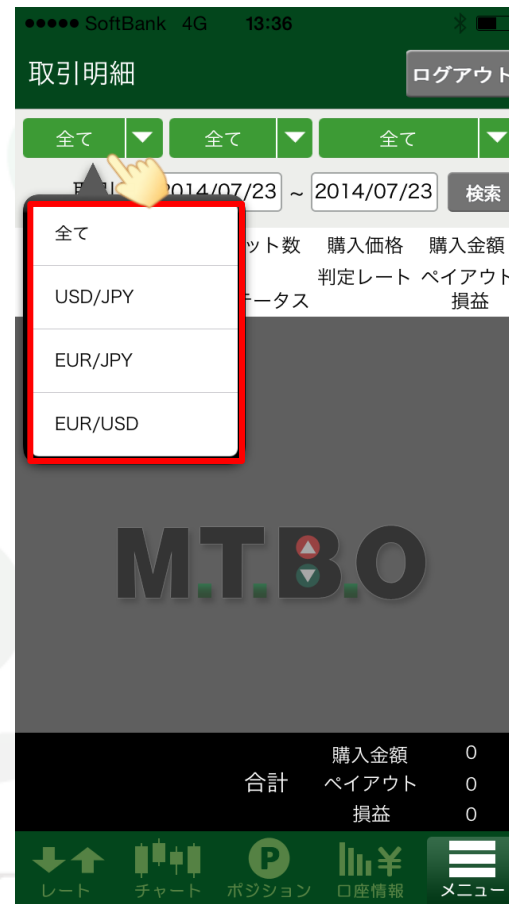 SoftBank 4G 13:36
取引明細
ログアウト
全て 全て 全て
2014/07/23 ~ 2014/07/23 検索
全て
USD/JPY
EUR/JPY
EUR/USD
ット数 購入価格 購入金額
判定レート ペイアウト
テータス 損益
M.T.B.O
購入金額 0
合計 ペイアウト 0
損益 0
レート チャート ポジション 口座情報 メニュー